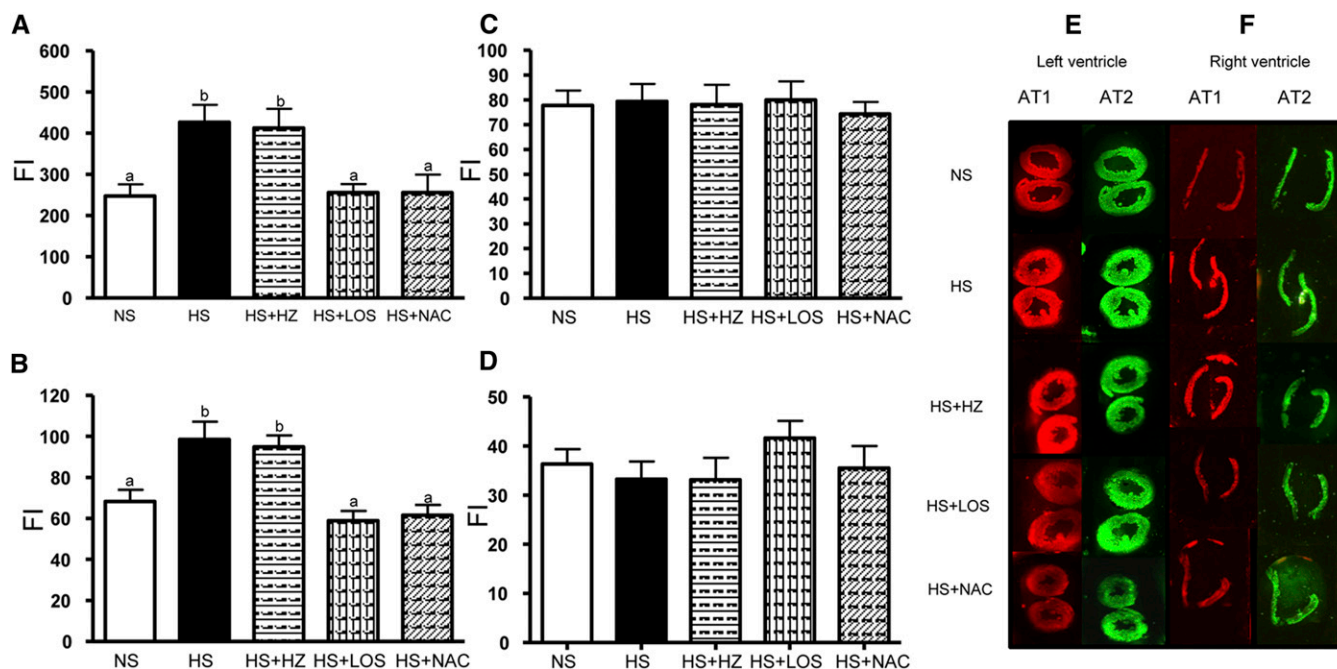 A
600
500
400
300
200
100
0
FI
a
b
b
a
a
NS
HS
HS+HZ
HS+LOS
HS+NAC
B
120
100
80
60
40
20
0
FI
a
b
b
a
a
NS
HS
HS+HZ
HS+LOS
HS+NAC
C
100
90
80
70
60
50
40
30
20
10
0
FI
NS
HS
HS+HZ
HS+LOS
HS+NAC
D
50
40
30
20
10
0
FI
NS
HS
HS+HZ
HS+LOS
HS+NAC
E
F
Left ventricle
Right ventricle
AT1
AT2
AT1
AT2
NS
HS
HS+HZ
HS+LOS
HS+NAC